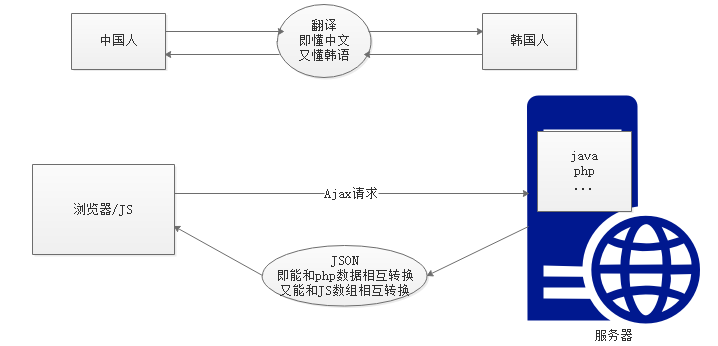 中国人
翻译
即懂中文
又懂韩语
韩国人
浏览器/JS
Ajax请求
java
php
...
JSON
即能和php数据相互转换
又能和JS数组相互转换
服务器